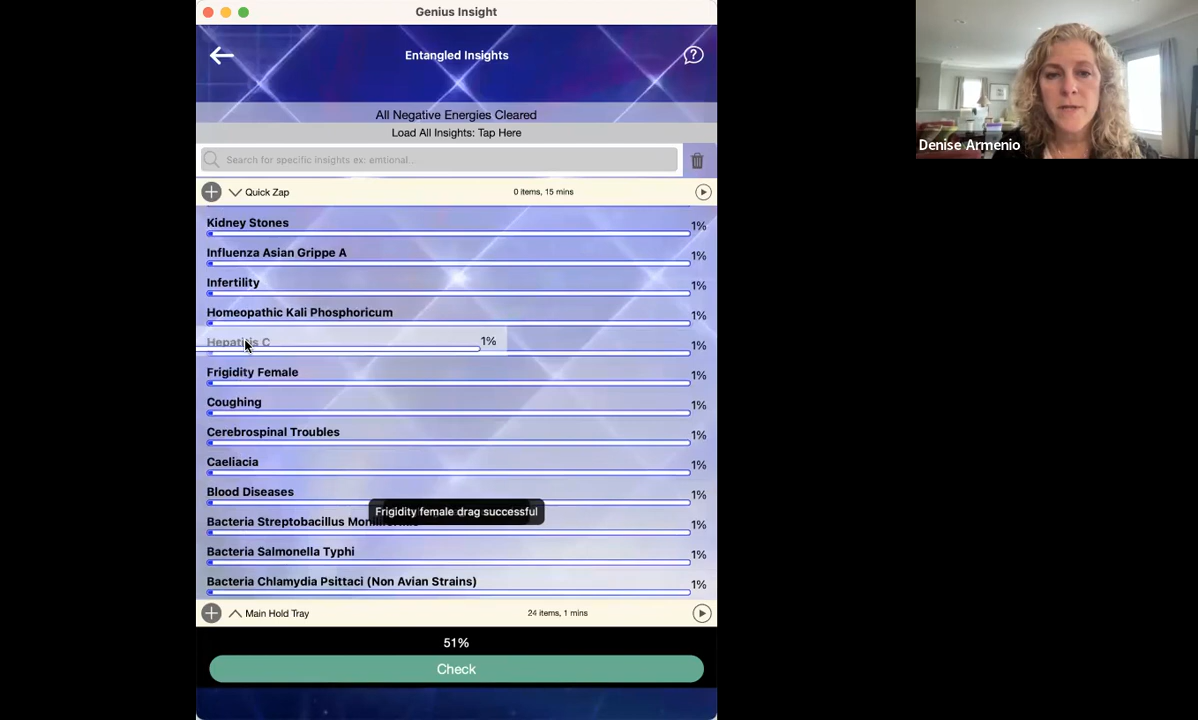 Genius Insight
Entangled Insights
All Negative Energies Cleared
Load All Insights: Tap Here
Search for specific insights ex: emtional...
Quick Zap 0 items, 15 mins
Kidney Stones 1%
Influenza Asian Grippe A 1%
Infertility 1%
Homeopathic Kali Phosphoricum 1%
Hepatitis C 1% 1%
Frigidity Female 1%
Coughing 1%
Cerebrospinal Troubles 1%
Caeliacia 1%
Blood Diseases 1%
Frigidity female drag successful
Bacteria Streptobacillus 1%
Bacteria Salmonella Typhi 1%
Bacteria Chlamydia Psittaci (Non Avian Strains) 1%
Main Hold Tray 24 items, 1 mins
51%
Check
Denise Armenio